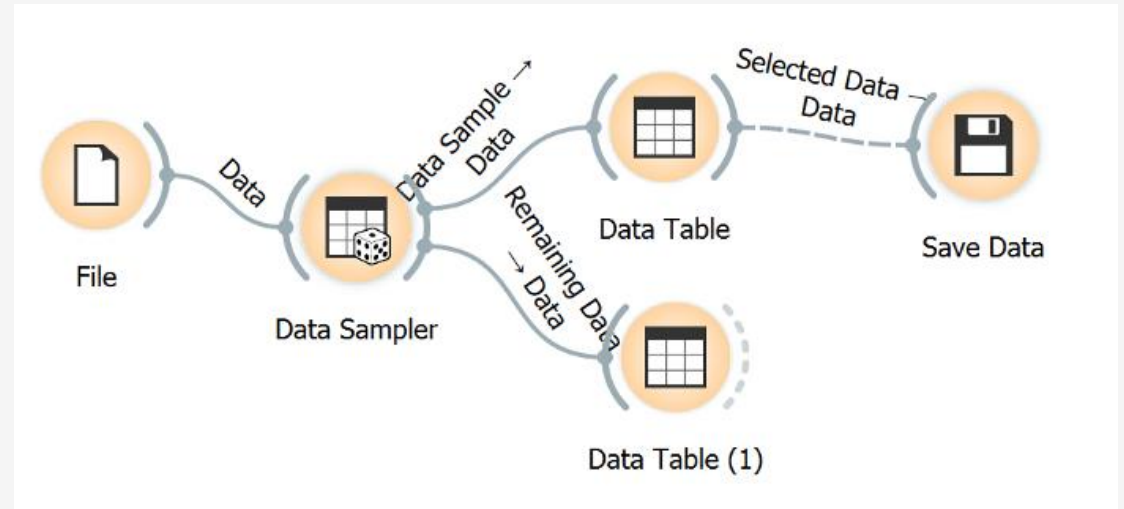 File
Data
Data Sampler
Data Sample →
Data
Remaining Data
→ Data
Data Table
Selected Data →
Data
Save Data
Data Table (1)